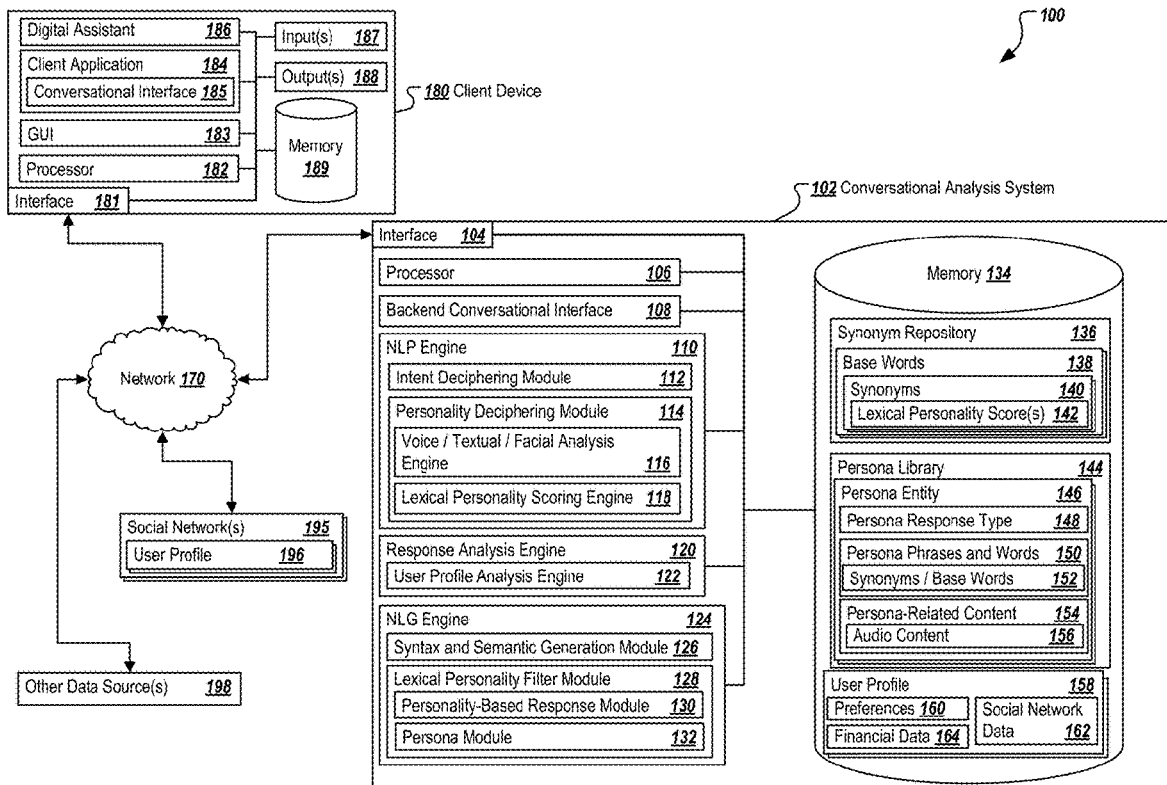 100
Digital Assistant 186
Client Application 184
Conversational Interface 185
GUI 183
Processor 182
Interface 181
Input(s) 187
Output(s) 188
Memory
189
180 Client Device
102 Conversational Analysis System
Interface 104
Processor 106
Backend Conversational Interface 108
NLP Engine 110
Intent Deciphering Module 112
Personality Deciphering Module 114
Voice / Textual / Facial Analysis
Engine 116
Lexical Personality Scoring Engine 118
Response Analysis Engine 120
User Profile Analysis Engine 122
NLG Engine 124
Syntax and Semantic Generation Module 126
Lexical Personality Filter Module 128
Personality-Based Response Module 130
Persona Module 132
Memory 134
Synonym Repository 136
Base Words 138
Synonyms 140
Lexical Personality Score(s) 142
Persona Library 144
Persona Entity 146
Persona Response Type 148
Persona Phrases and Words 150
Synonyms / Base Words 152
Persona-Related Content 154
Audio Content 156
User Profile 158
Preferences 160
Financial Data 164
Social Network
Data 162
Network 170
Social Network(s) 195
User Profile 196
Other Data Source(s) 198